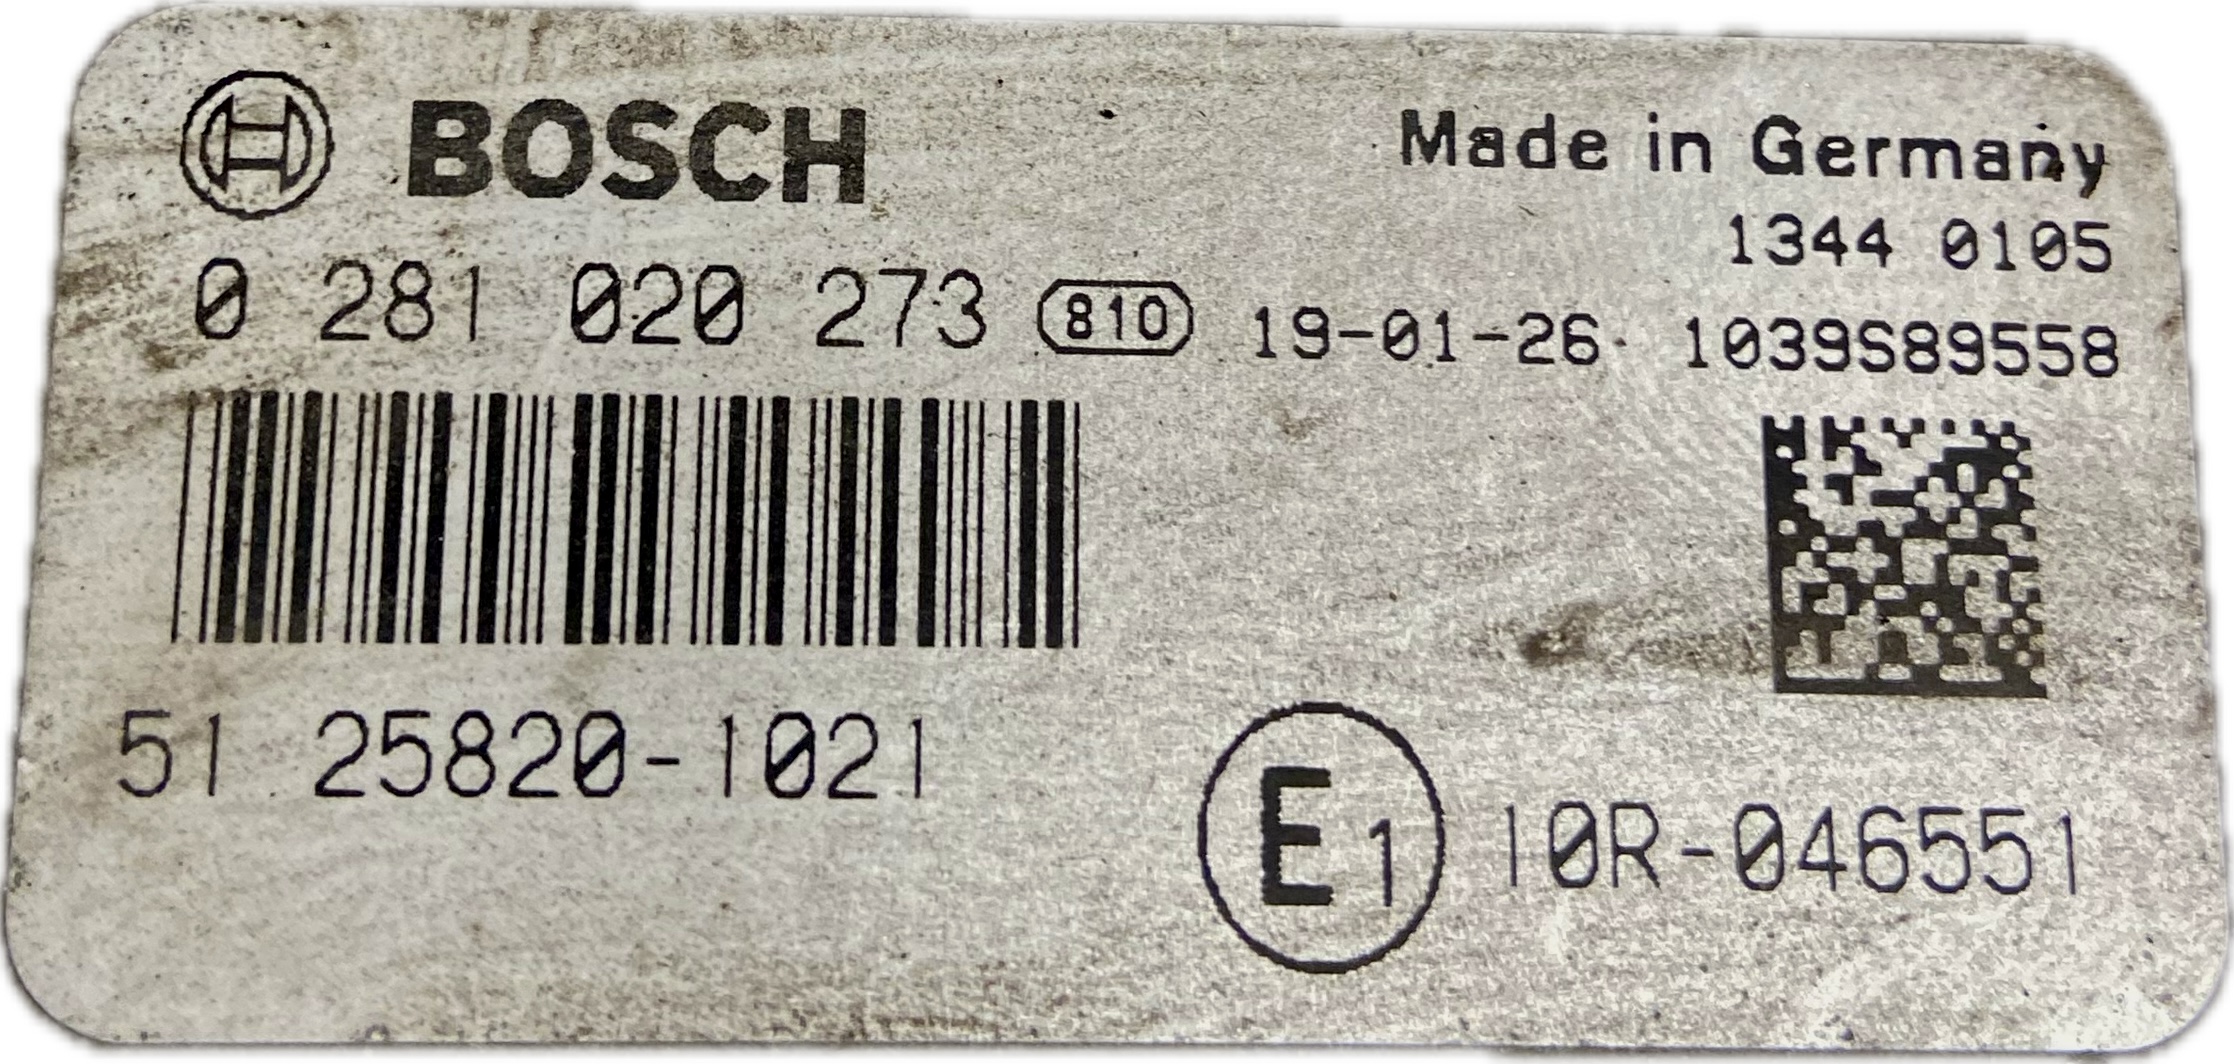 BOSCH
Made in Germany
1344 0105
0 281 020 273 810 19-01-26 1039S89558
51 25820-1021
E1 10R-046551